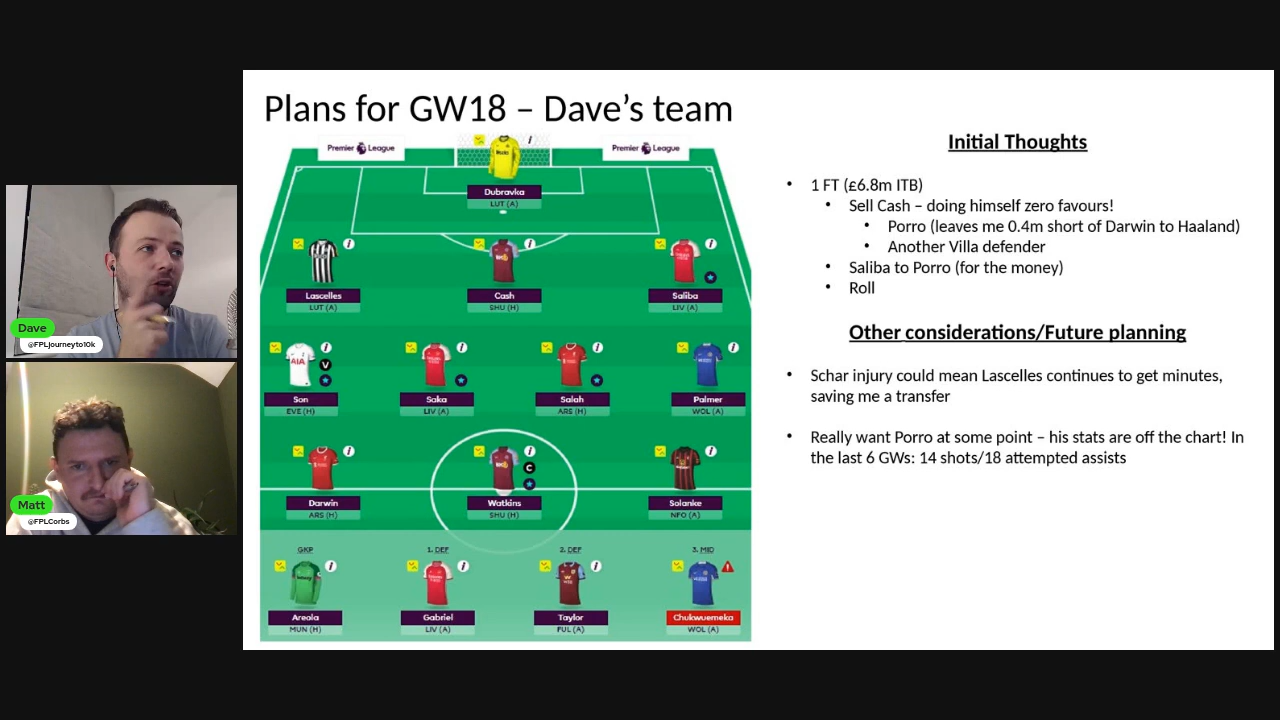 Plans for GW18 – Dave's team
Premier League
Premier League
Dubravka
LUT (A)
Lascelles
LUT (A)
Cash
SHU (H)
Saliba
LIV (A)
AIA
Son
EVE (H)
V
Saka
LIV (A)
Salah
ARS (H)
Palmer
WOL (A)
Darwin
ARS (H)
Watkins
SHU (H)
C
Solanke
NFO (A)
GKP
1. DEF
2. DEF
3. MID
Areola
MUN (H)
Gabriel
LIV (A)
Taylor
FUL (A)
Chukwuemeka
WOL (A)
Initial Thoughts
• 1 FT (£6.8m ITB)
• Sell Cash – doing himself zero favours!
• Porro (leaves me 0.4m short of Darwin to Haaland)
• Another Villa defender
• Saliba to Porro (for the money)
• Roll
Other considerations/Future planning
• Schar injury could mean Lascelles continues to get minutes,
saving me a transfer
• Really want Porro at some point – his stats are off the chart! In
the last 6 GWs: 14 shots/18 attempted assists
Dave
@FPLjourneyto10k
Matt
@FPLCorbs